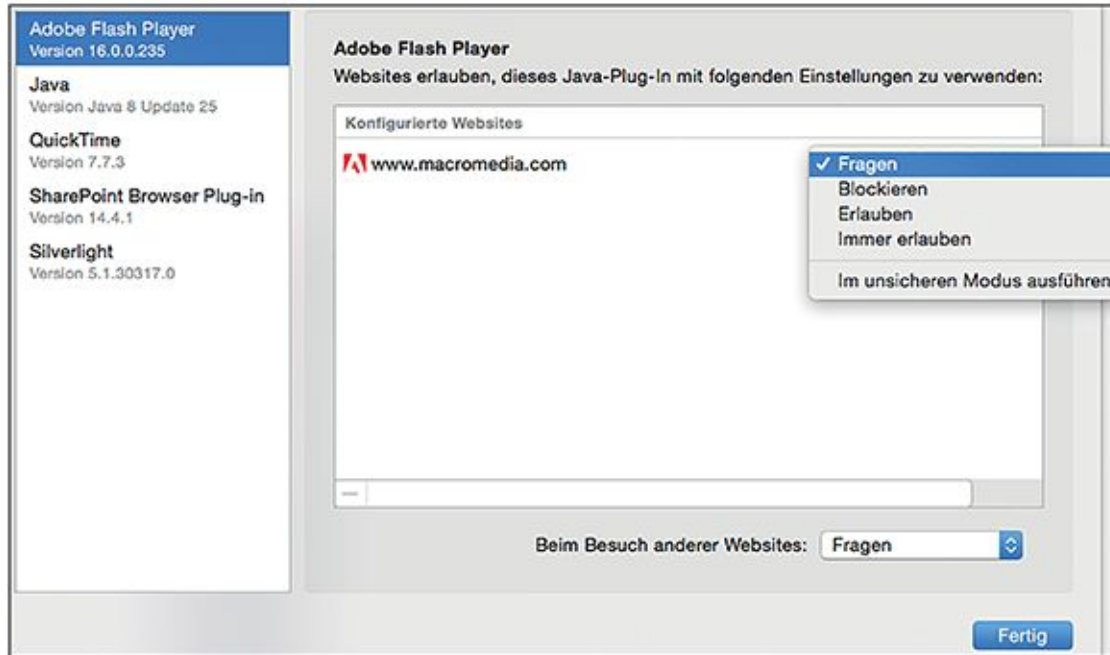 Adobe Flash Player
Version 16.0.0.235
Java
Version Java 8 Update 25
QuickTime
Version 7.7.3
SharePoint Browser Plug-in
Version 14.4.1
Silverlight
Version 5.1.30317.0
Adobe Flash Player
Websites erlauben, dieses Java-Plug-In mit folgenden Einstellungen zu verwenden:
Konfigurierte Websites
www.macromedia.com
Fragen
Blockieren
Erlauben
Immer erlauben
Im unsicheren Modus ausführen
Beim Besuch anderer Websites: Fragen
Fertig